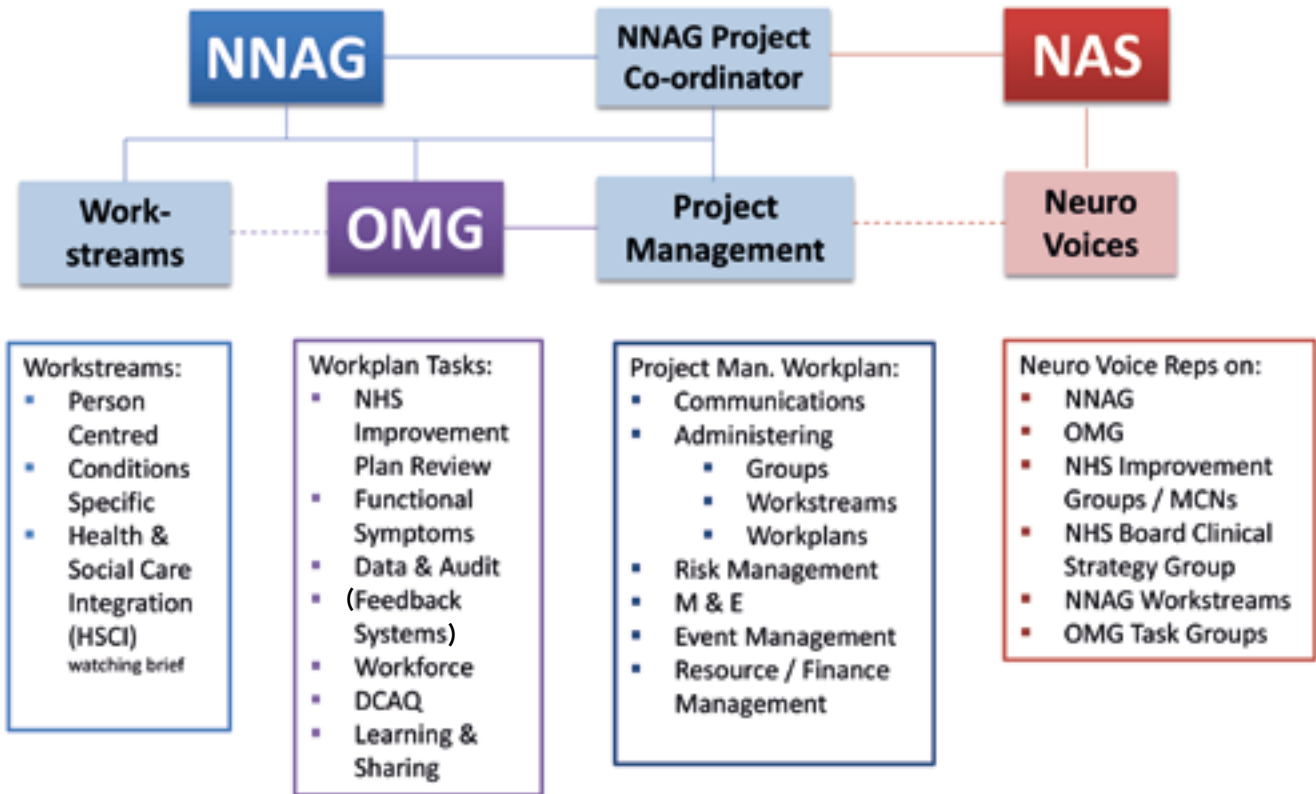 NNAG
NNAG Project
Co-ordinator
NAS
Work-
streams
OMG
Project
Management
Neuro
Voices
Workstreams:
▪ Person
Centred
▪ Conditions
Specific
▪ Health &
Social Care
Integration
(HSCI)
watching brief
Workplan Tasks:
▪ NHS
Improvement
Plan Review
▪ Functional
Symptoms
▪ Data & Audit
▪ (Feedback
Systems)
▪ Workforce
▪ DCAQ
▪ Learning &
Sharing
Project Man. Workplan:
▪ Communications
▪ Administering
▪ Groups
▪ Workstreams
▪ Workplans
▪ Risk Management
▪ M & E
▪ Event Management
▪ Resource / Finance
Management
Neuro Voice Reps on:
▪ NNAG
▪ OMG
▪ NHS Improvement
Groups / MCNs
▪ NHS Board Clinical
Strategy Group
▪ NNAG Workstreams
▪ OMG Task Groups